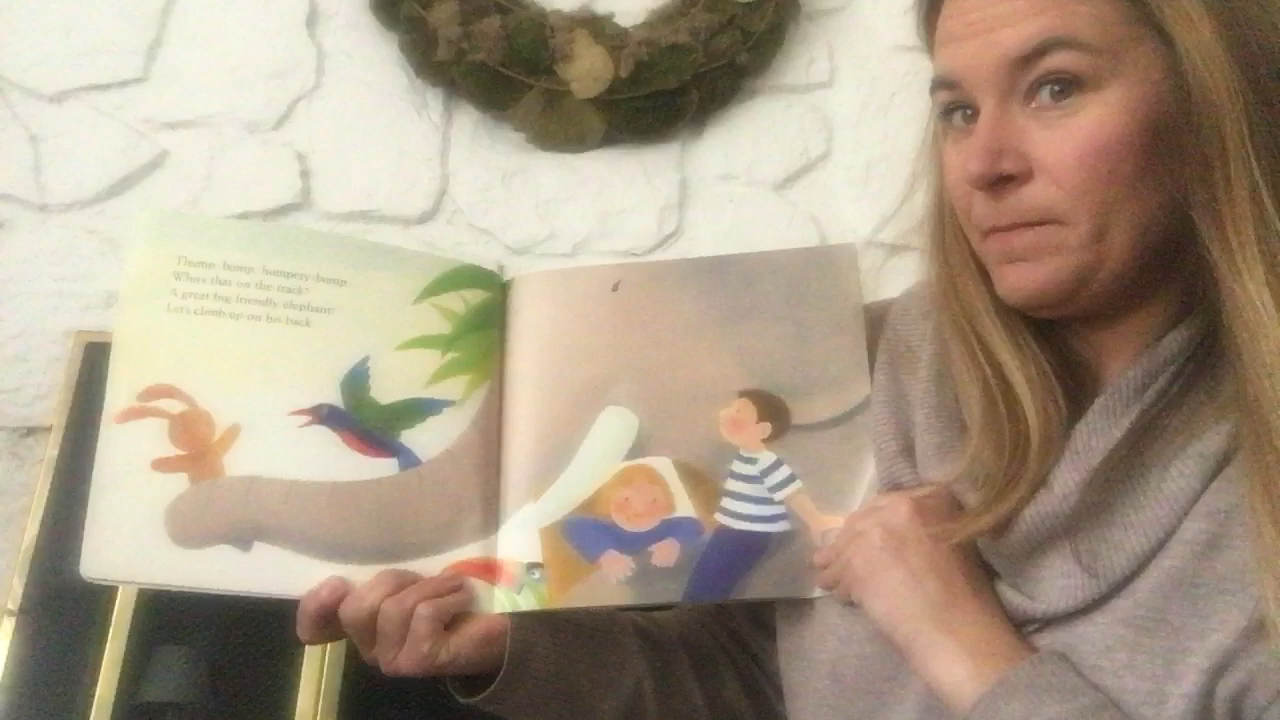 Thump, bump, bumpety-bump,
Who's that on the track?
A great big friendly elephant!
Let's climb up on his back